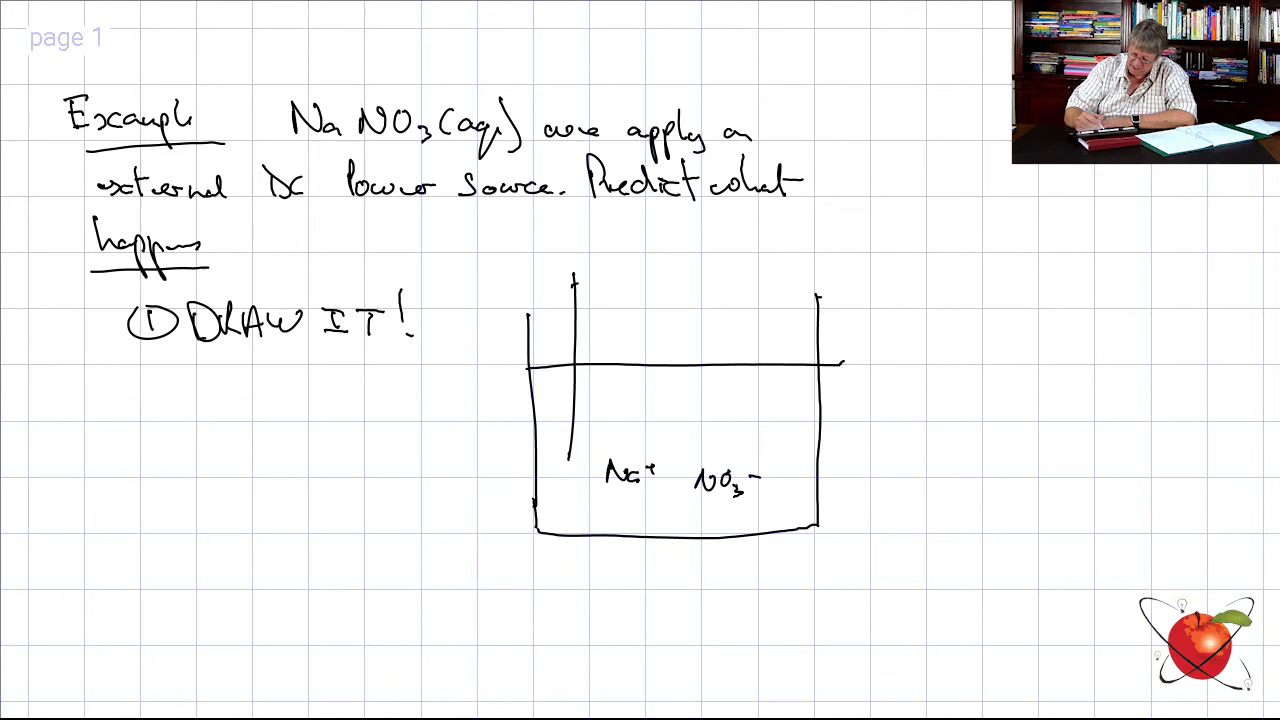 page 1
Example NaNO3(aq) we apply an
external DC power source. Predict what
happens
① DRAW IT!
Na+ NO3−